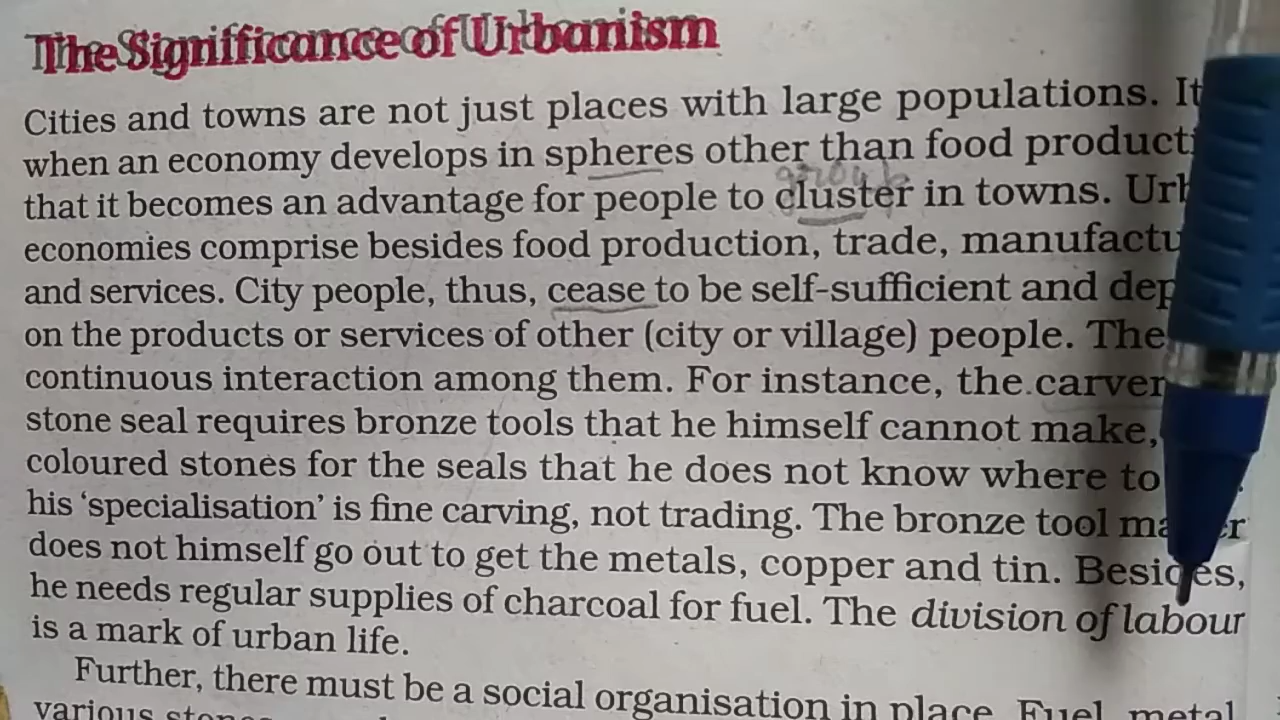 The Significance of Urbanism
Cities and towns are not just places with large populations. It
when an economy develops in spheres other than food
group
that it becomes an advantage for people to cluster in towns.
economies comprise besides food production, trade,
and services. City people, thus, cease to be self-sufficient and
on the products or services of other (city or village) people.
continuous interaction among them. For instance, the carver
stone seal requires bronze tools that he himself cannot make,
coloured stones for the seals that he does not know where to
his ‘specialisation’ is fine carving, not trading. The bronze tool
does not himself go out to get the metals, copper and tin. Besides,
he needs regular supplies of charcoal for fuel. The division of labour
is a mark of urban life.
Further, there must be a social organisation in place. Fuel, metal,
various